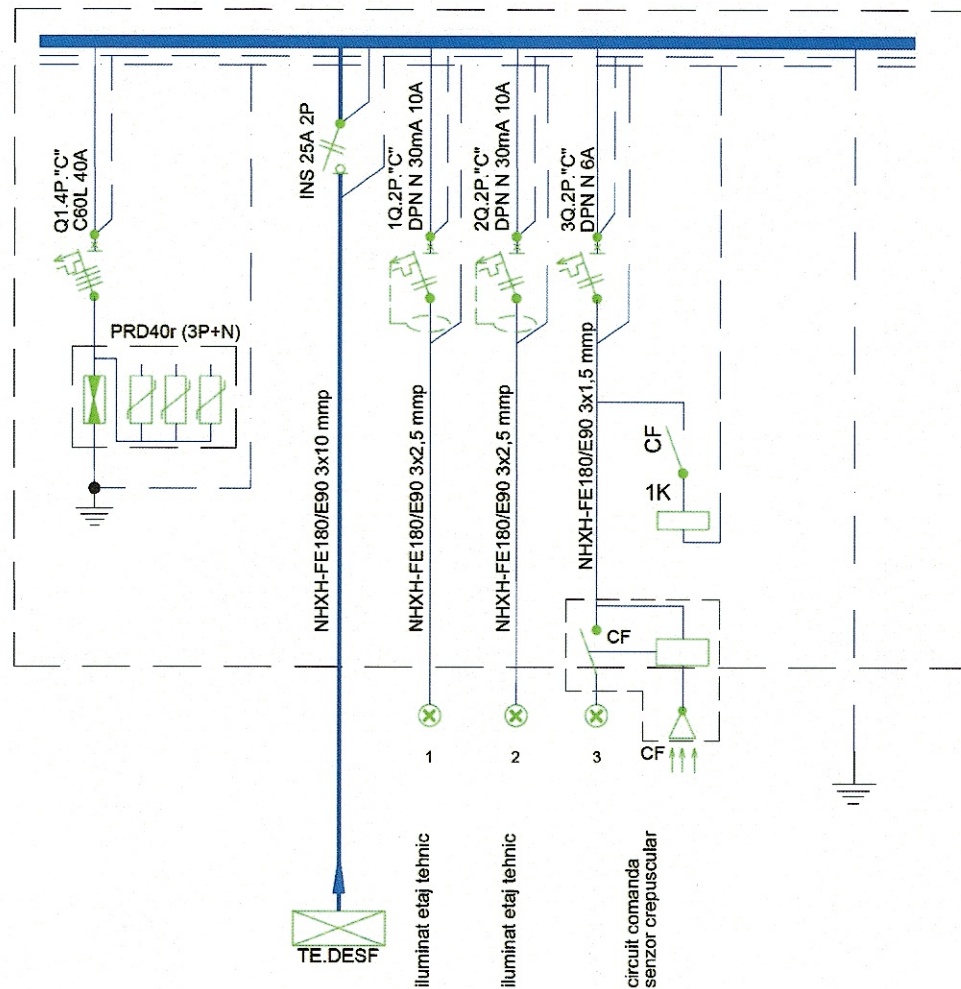 Q1.4P."C"
C60L 40A
PRD40r (3P+N)
INS 25A 2P
NHXH-FE180/E90 3x10 mmp
TE.DESF
1Q.2P."C"
DPN N 30mA 10A
NHXH-FE180/E90 3x2,5 mmp
1
iluminat etaj tehnic
2Q.2P."C"
DPN N 30mA 10A
NHXH-FE180/E90 3x2,5 mmp
2
iluminat etaj tehnic
3Q.2P."C"
DPN N 6A
NHXH-FE180/E90 3x1,5 mmp
CF
1K
CF
3
CF
circuit comanda
senzor crepuscular